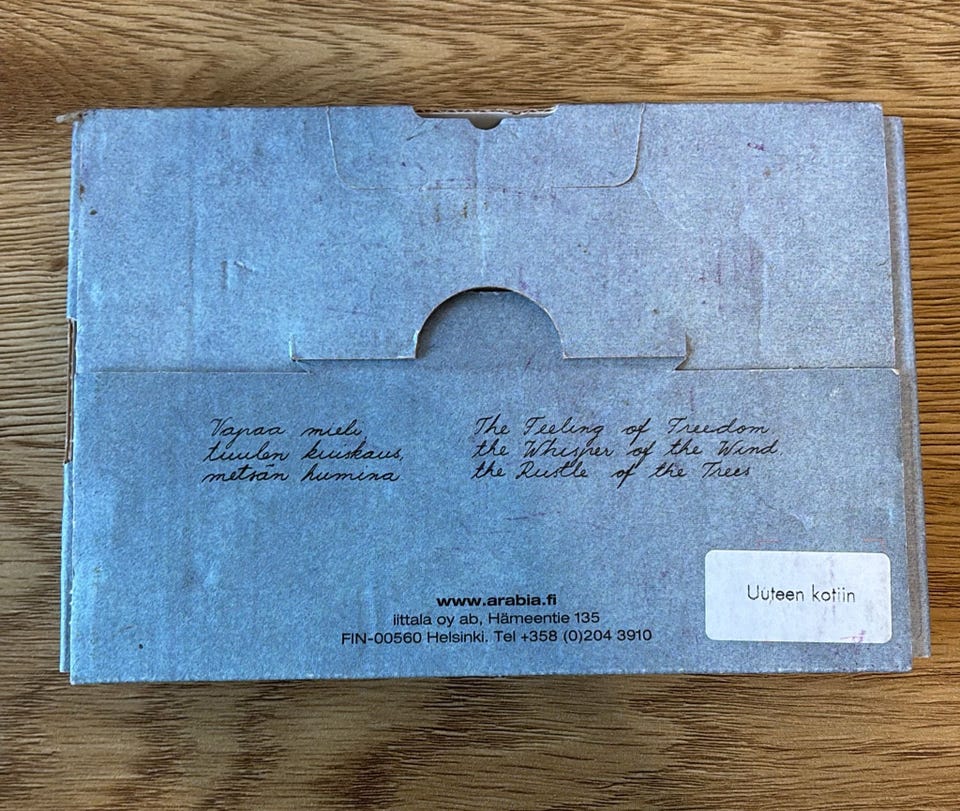 Vapaa mieli
tuulen kuiskaus,
metsän humina
The Feeling of Freedom
the Whisper of the Wind
the Rustle of the Trees
www.arabia.fi
iittala oy ab, Hämeentie 135
FIN-00560 Helsinki. Tel +358 (0)204 3910
Uuteen kotiin